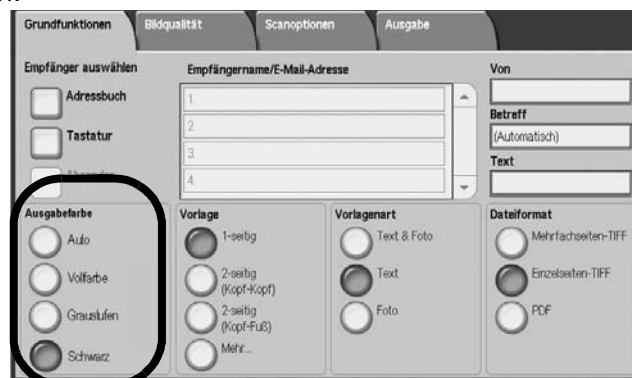 Grundfunktionen
Bildqualität
Scanoptionen
Ausgabe
Empfänger auswählen
Adressbuch
Tastatur
Empfängername/E-Mail-Adresse
1.
2.
3.
4.
Von
Betreff
(Automatisch)
Text
Ausgabefarbe
Auto
Vollfarbe
Graustufen
Schwarz
Vorlage
1-seitig
2-seitig
(Kopf-Kopf)
2-seitig
(Kopf-Fuß)
Mehr...
Vorlagenart
Text & Foto
Text
Foto
Dateiformat
Mehrfachseiten-TIFF
Einzelseiten-TIFF
PDF